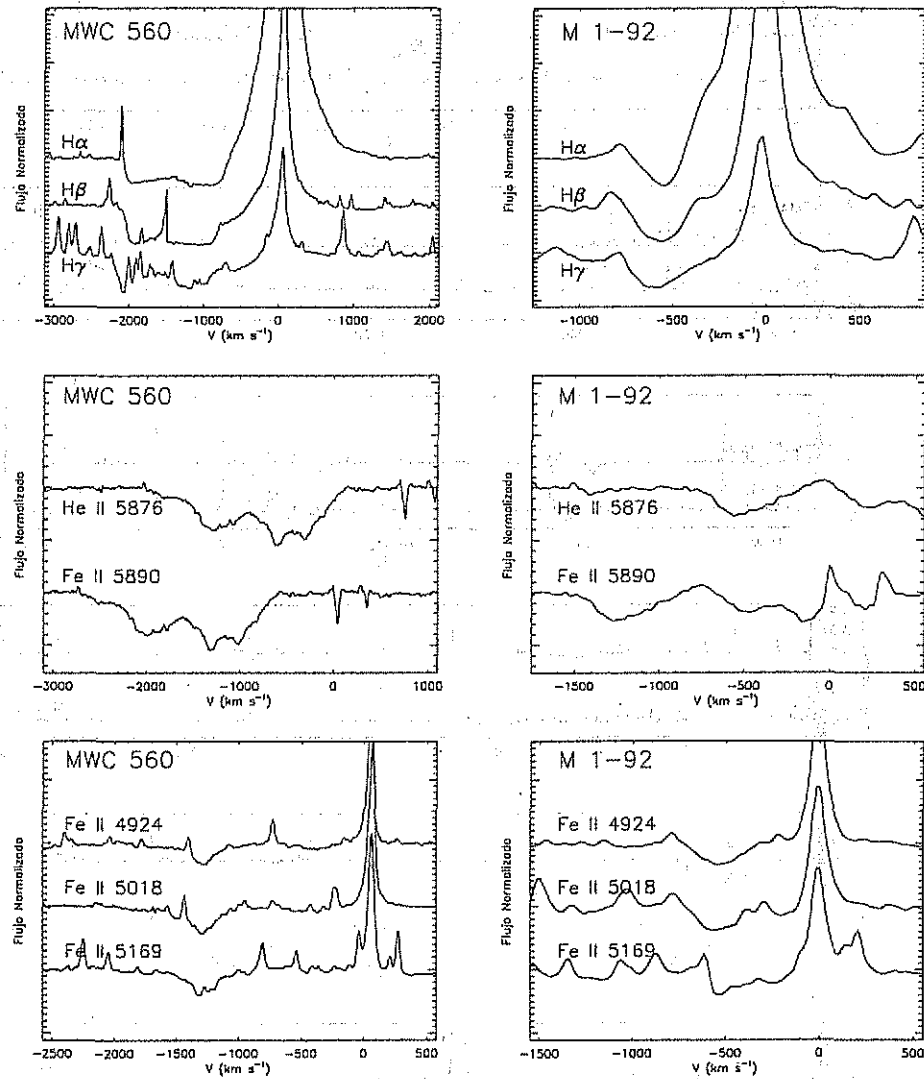 MWC 560
Flujo Normalizado
Hα
Hβ
Hγ
-3000 -2000 -1000 0 1000 2000
V (km s⁻¹)
M 1-92
Flujo Normalizado
Hα
Hβ
Hγ
-1000 -500 0 500
V (km s⁻¹)
MWC 560
Flujo Normalizado
He II 5876
Fe II 5890
-3000 -2000 -1000 0 1000
V (km s⁻¹)
M 1-92
Flujo Normalizado
He II 5876
Fe II 5890
-1500 -1000 -500 0 500
V (km s⁻¹)
MWC 560
Flujo Normalizado
Fe II 4924
Fe II 5018
Fe II 5169
-2500 -2000 -1500 -1000 -500 0 500
V (km s⁻¹)
M 1-92
Flujo Normalizado
Fe II 4924
Fe II 5018
Fe II 5169
-1500 -1000 -500 0 500
V (km s⁻¹)